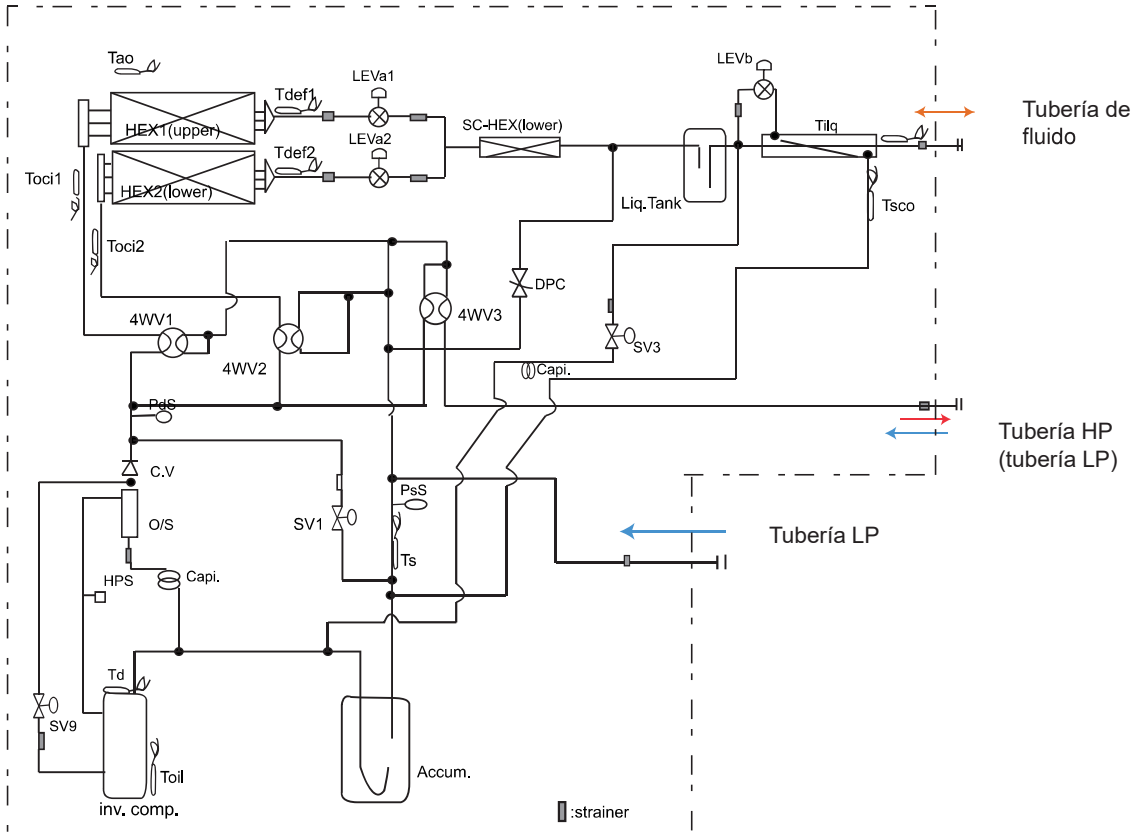 Tao
Tdef1
LEVa1
LEVb
HEX1(upper)
Tubería de
fluido
SC-HEX(lower)
Tilq
LEVa2
Tdef2
Toci1
HEX2(lower)
Liq.Tank
Tsco
Toci2
DPC
4WV1
4WV3
4WV2
SV3
Capi.
PdS
Tubería HP
(tubería LP)
C.V
PsS
O/S
SV1
Tubería LP
Ts
HPS
Capi.
Td
SV9
Toil
Accum.
inv. comp.
:strainer